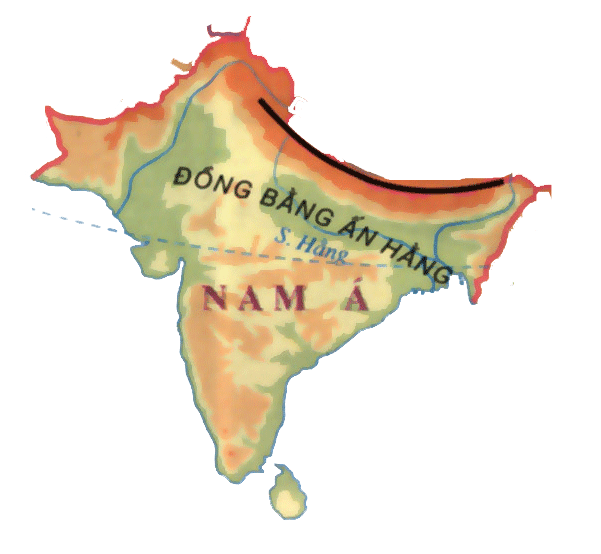 ĐỒNG BẰNG ẤN HẰNG
S. Hằng
NAM Á